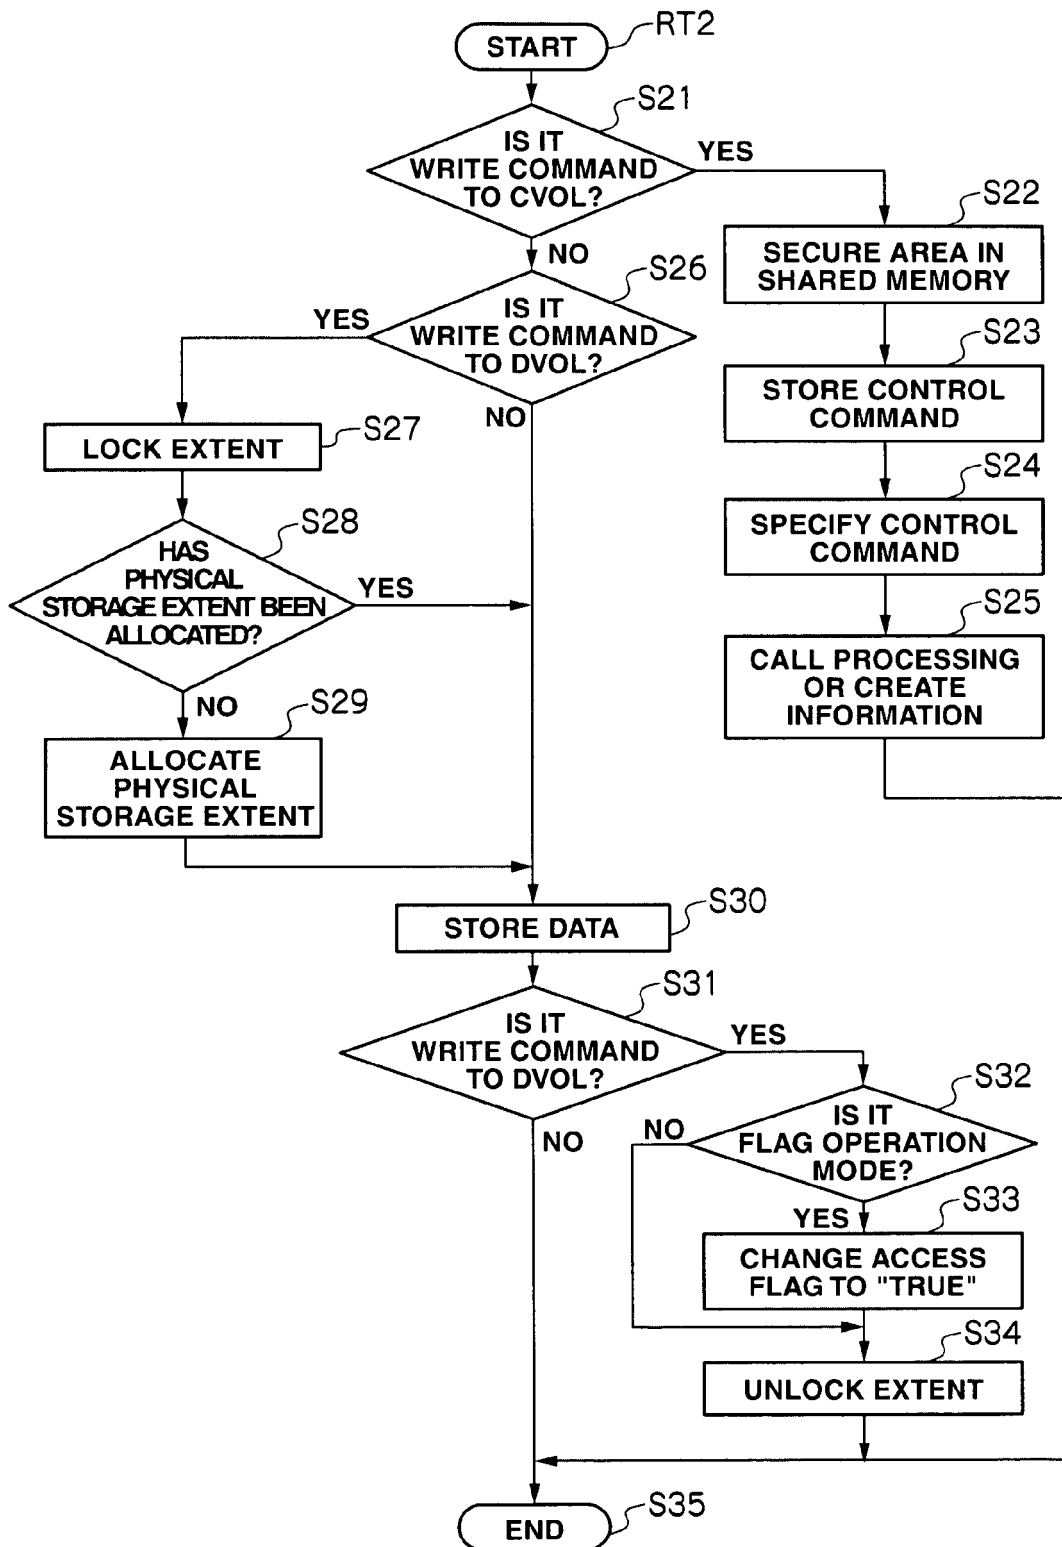 START
RT2
S21
IS IT
WRITE COMMAND
TO CVOL?
YES
NO
S22
SECURE AREA IN
SHARED MEMORY
S23
STORE CONTROL
COMMAND
S24
SPECIFY CONTROL
COMMAND
S25
CALL PROCESSING
OR CREATE
INFORMATION
S26
IS IT
WRITE COMMAND
TO DVOL?
YES
NO
S27
LOCK EXTENT
S28
HAS
PHYSICAL
STORAGE EXTENT BEEN
ALLOCATED?
YES
NO
S29
ALLOCATE
PHYSICAL
STORAGE EXTENT
S30
STORE DATA
S31
IS IT
WRITE COMMAND
TO DVOL?
YES
NO
S32
IS IT
FLAG OPERATION
MODE?
NO
YES
S33
CHANGE ACCESS
FLAG TO "TRUE"
S34
UNLOCK EXTENT
S35
END